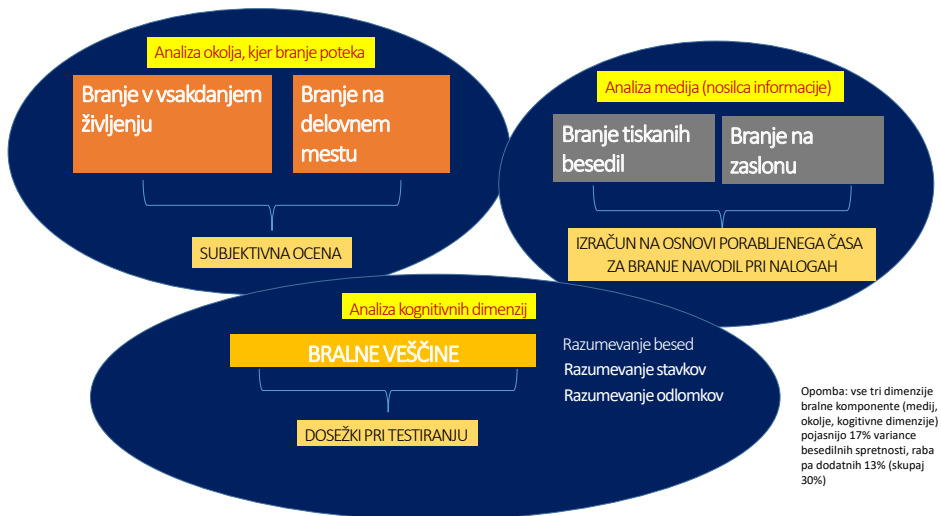 Analiza okolja, kjer branje poteka
Branje v vsakdanjem
življenju
Branje na
delovnem
mestu
SUBJEKTIVNA OCENA
Analiza medija (nosilca informacije)
Branje tiskanih
besedil
Branje na
zaslonu
IZRAČUN NA OSNOVI PORABLJENEGA ČASA
ZA BRANJE NAVODIL PRI NALOGAH
Analiza kognitivnih dimenzij
BRALNE VEŠČINE
Razumevanje besed
Razumevanje stavkov
Razumevanje odlomkov
DOSEŽKI PRI TESTIRANJU
Opomba: vse tri dimenzije
bralne komponente (medij,
okolje, kogitivne dimenzije)
pojasnijo 17% variance
besedilnih spretnosti, raba
pa dodatnih 13% (skupaj
30%)